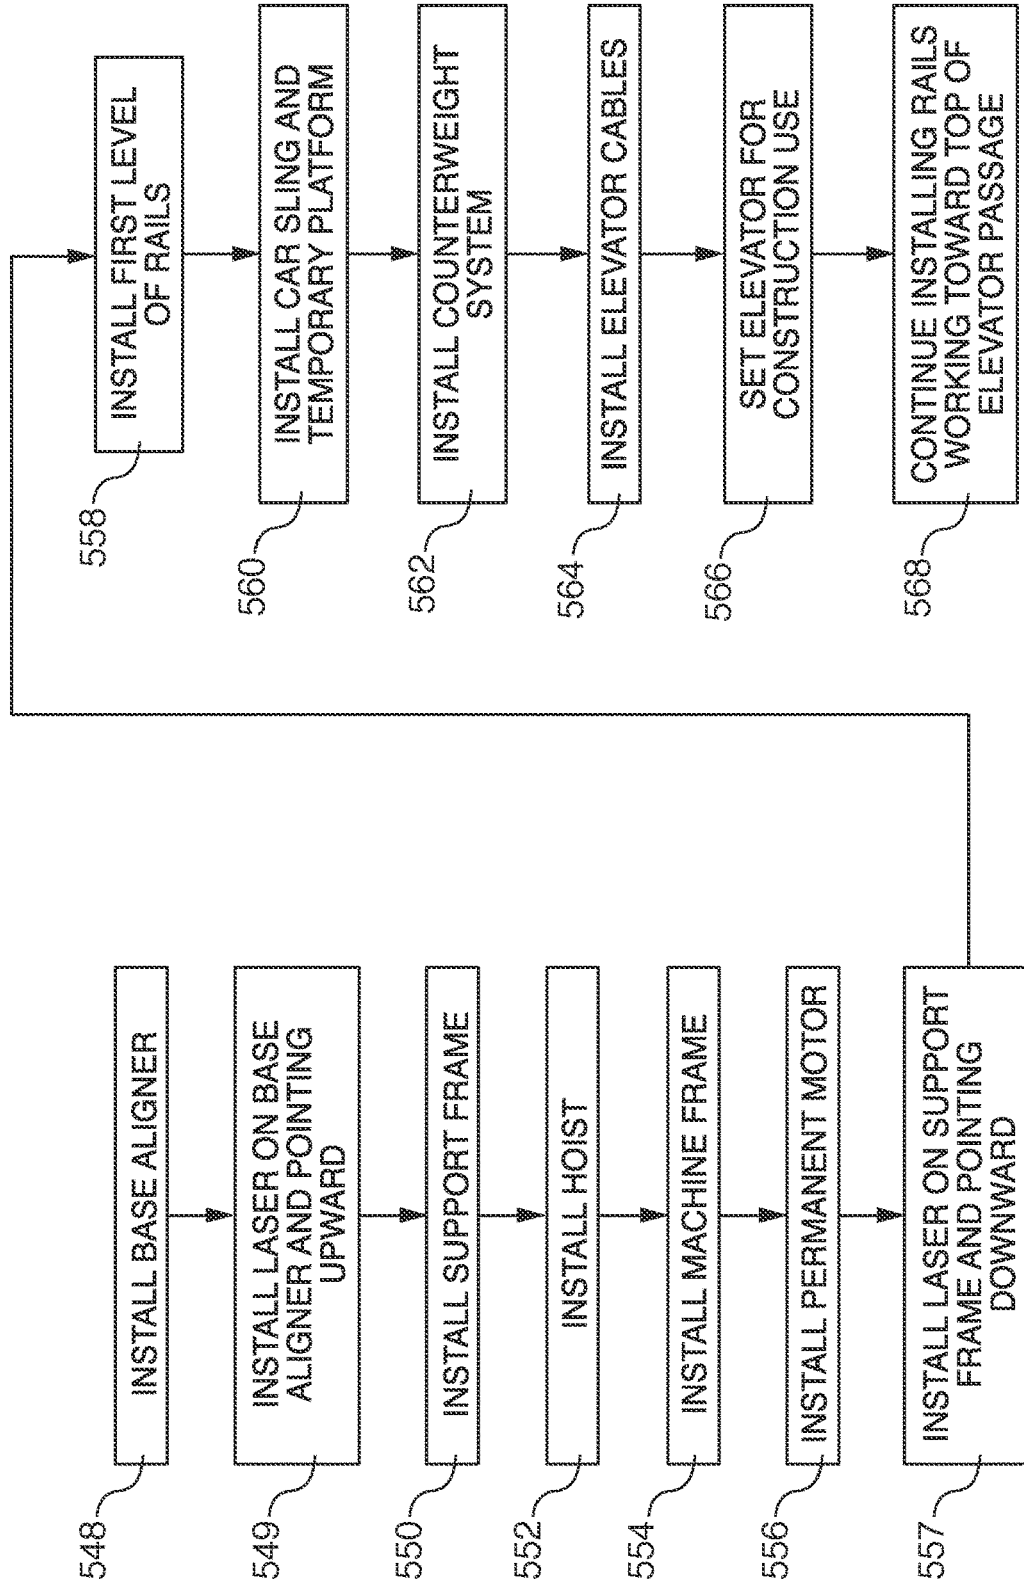 548
INSTALL BASE ALIGNER
549
INSTALL LASER ON BASE
ALIGNER AND POINTING
UPWARD
550
INSTALL SUPPORT FRAME
552
INSTALL HOIST
554
INSTALL MACHINE FRAME
556
INSTALL PERMANENT MOTOR
557
INSTALL LASER ON SUPPORT
FRAME AND POINTING
DOWNWARD
558
INSTALL FIRST LEVEL
OF RAILS
560
INSTALL CAR SLING AND
TEMPORARY PLATFORM
562
INSTALL COUNTERWEIGHT
SYSTEM
564
INSTALL ELEVATOR CABLES
566
SET ELEVATOR FOR
CONSTRUCTION USE
568
CONTINUE INSTALLING RAILS
WORKING TOWARD TOP OF
ELEVATOR PASSAGE